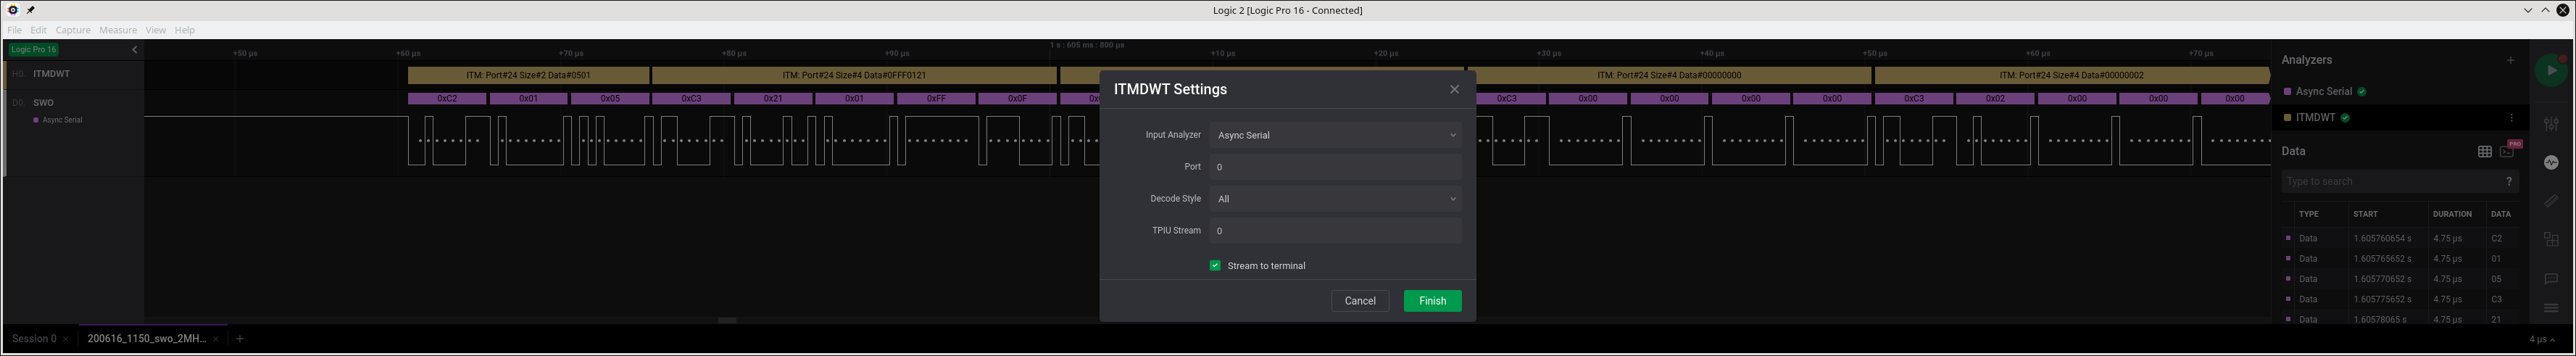 Logic 2 [Logic Pro 16 - Connected]
File Edit Capture Measure View Help
Logic Pro 16
1 s : 605 ms : 800 µs
+50 µs +60 µs +70 µs +80 µs +90 µs +10 µs +20 µs +30 µs +40 µs +50 µs +60 µs +70 µs
H0. ITMDWT
ITM: Port#24 Size#2 Data#0501 ITM: Port#24 Size#4 Data#0FFF0121 ITM: Port#24 Size#4 Data#00000000 ITM: Port#24 Size#4 Data#00000002
D0. SWO
0xC2 0x01 0x05 0xC3 0x21 0x01 0xFF 0x0F 0xC3 0x00 0x00 0x00 0x00 0xC3 0x02 0x00 0x00 0x00
Async Serial
ITMDWT Settings
Input Analyzer Async Serial
Port 0
Decode Style All
TPIU Stream 0
Stream to terminal
Cancel Finish
Analyzers
Async Serial
ITMDWT
Data
PRO
Type to search ?
TYPE START DURATION DATA
Data 1.605760654 s 4.75 µs C2
Data 1.605765652 s 4.75 µs 01
Data 1.605770652 s 4.75 µs 05
Data 1.605775652 s 4.75 µs C3
Data 1.60578065 s 4.75 µs 21
Session 0 200616_1150_swo_2MH...
4 µs